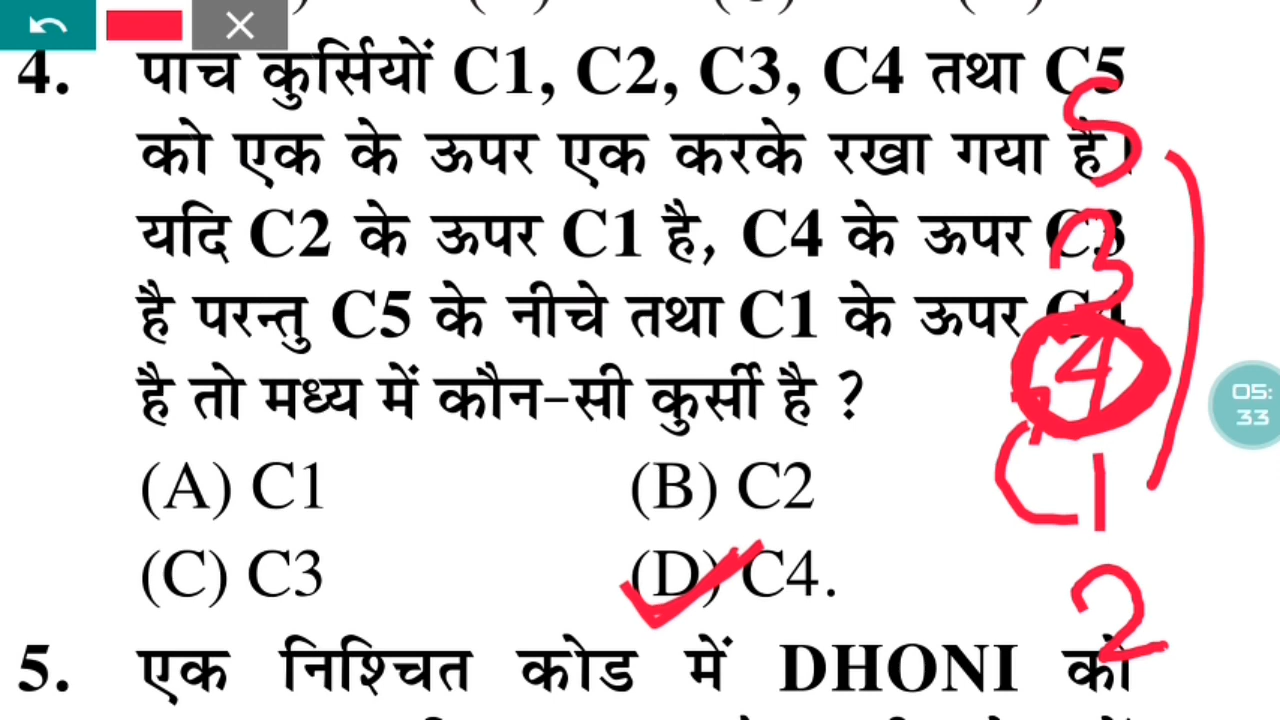 4. पांच कुर्सियों C1, C2, C3, C4 तथा C5
को एक के ऊपर एक करके रखा गया है।
यदि C2 के ऊपर C1 है, C4 के ऊपर C3
है परन्तु C5 के नीचे तथा C1 के ऊपर C4
है तो मध्य में कौन-सी कुर्सी है ?
(A) C1 (B) C2
(C) C3 (D) C4.
5
3
4
C1
2
05:
33
5. एक निश्चित कोड में DHONI को